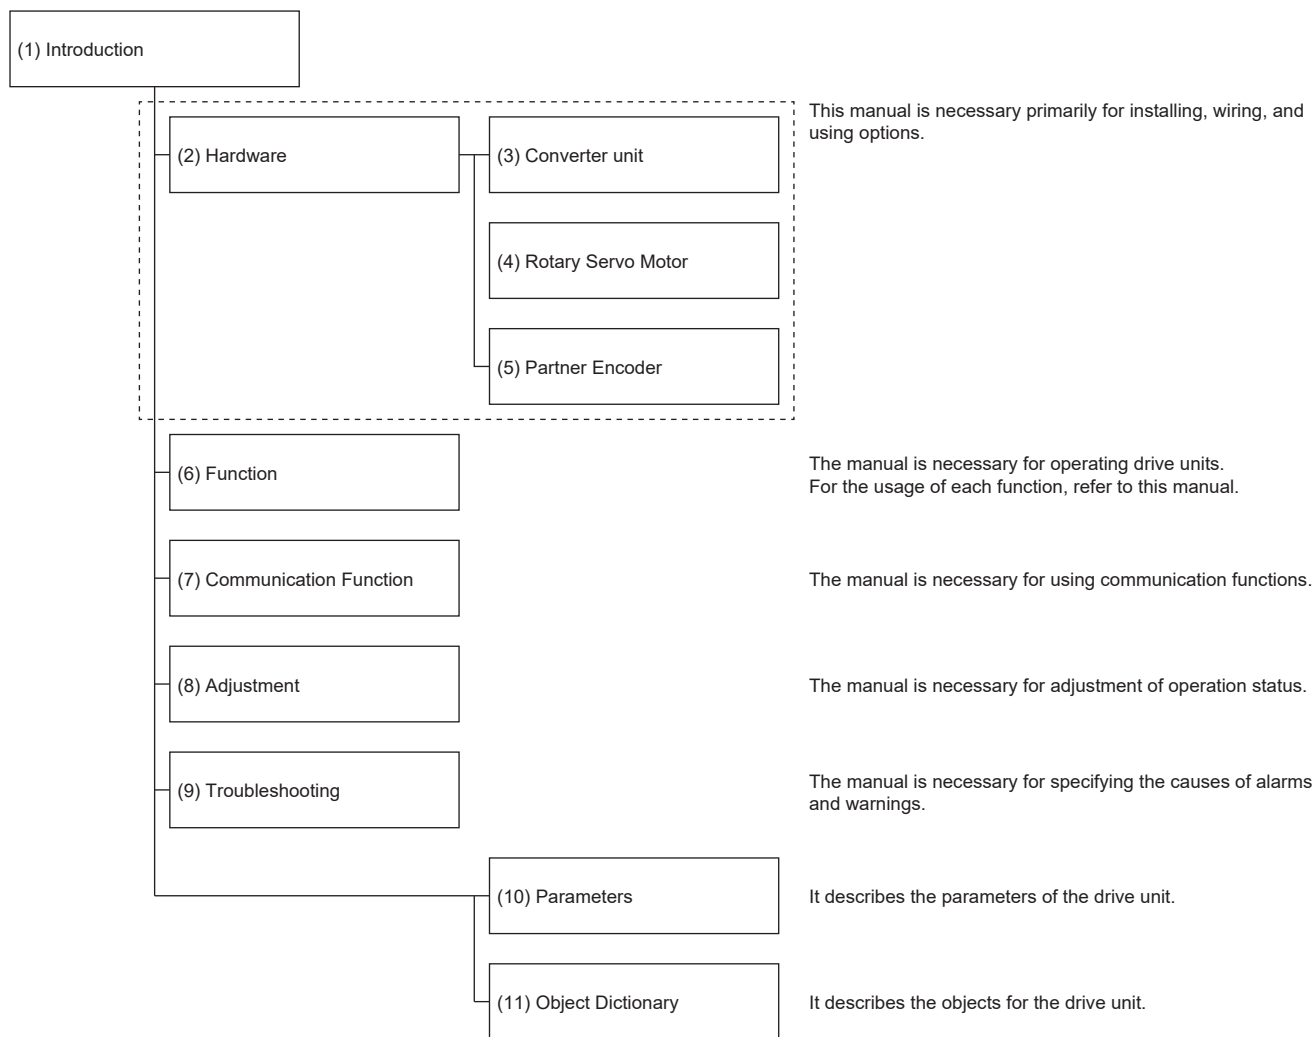 (1) Introduction
This manual is necessary primarily for installing, wiring, and
using options.
(2) Hardware
(3) Converter unit
(4) Rotary Servo Motor
(5) Partner Encoder
(6) Function
The manual is necessary for operating drive units.
For the usage of each function, refer to this manual.
(7) Communication Function
The manual is necessary for using communication functions.
(8) Adjustment
The manual is necessary for adjustment of operation status.
(9) Troubleshooting
The manual is necessary for specifying the causes of alarms
and warnings.
(10) Parameters
It describes the parameters of the drive unit.
(11) Object Dictionary
It describes the objects for the drive unit.